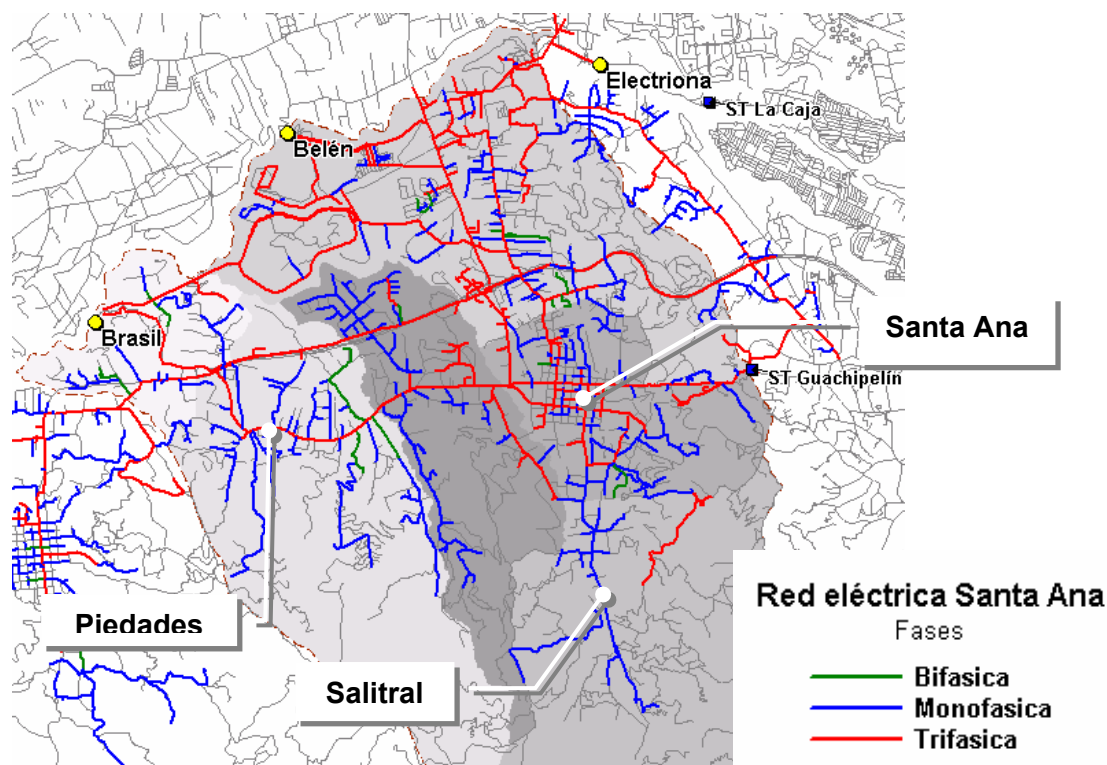 Electriona
ST La Caja
Belén
Brasil
Santa Ana
ST Guachipelín
Piedades
Salitral
Red eléctrica Santa Ana
Fases
Bifasica
Monofasica
Trifasica